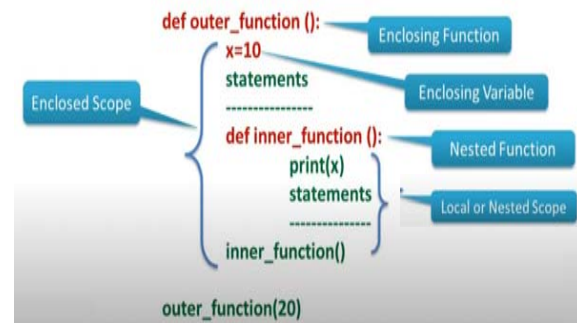 def outer_function ():
Enclosing Function
x=10
statements
Enclosing Variable
Enclosed Scope
----------------
def inner_function ():
Nested Function
print(x)
statements
Local or Nested Scope
---------------
inner_function()
outer_function(20)